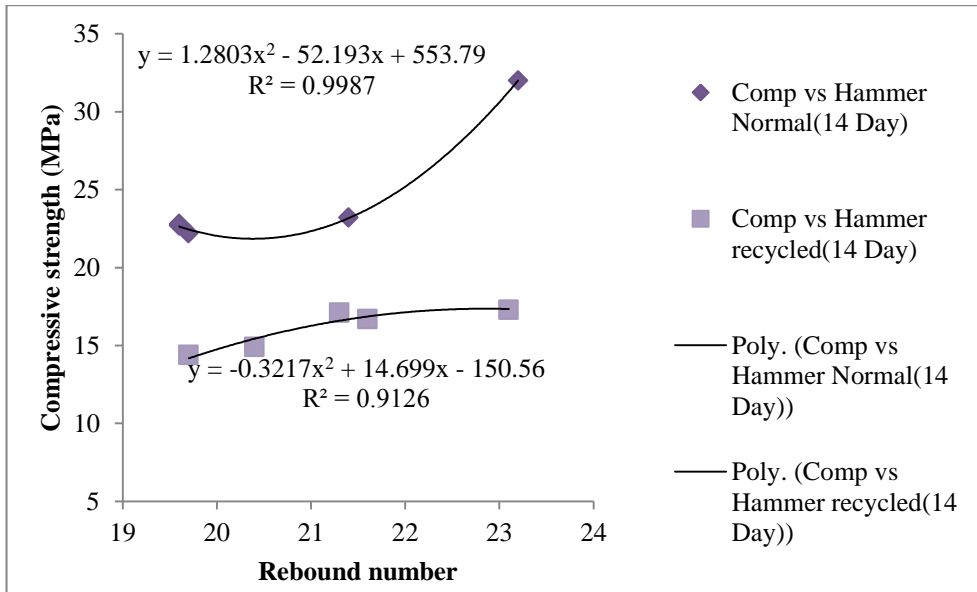 y = 1.2803x² - 52.193x + 553.79
R² = 0.9987
y = -0.3217x² + 14.699x - 150.56
R² = 0.9126
Compressive strength (MPa)
35
30
25
20
15
10
5
19 20 21 22 23 24
Rebound number
Comp vs Hammer
Normal(14 Day)
Comp vs Hammer
recycled(14 Day)
Poly. (Comp vs
Hammer Normal(14
Day))
Poly. (Comp vs
Hammer recycled(14
Day))